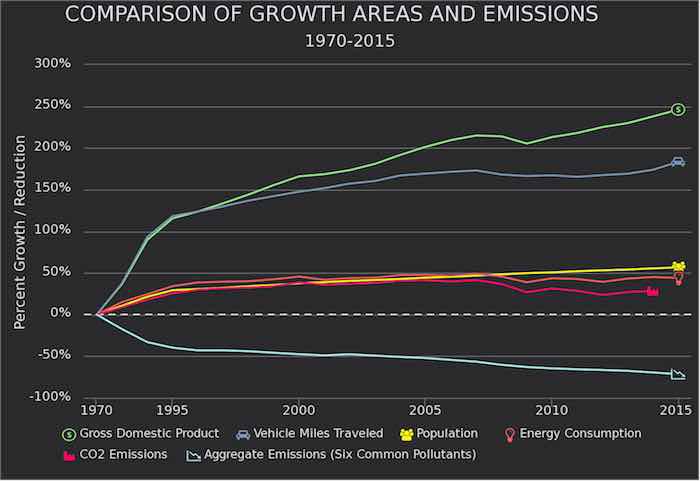 COMPARISON OF GROWTH AREAS AND EMISSIONS
1970-2015
Percent Growth / Reduction
300%
250%
200%
150%
100%
50%
0%
-50%
-100%
1970 1995 2000 2005 2010 2015
$
$ Gross Domestic Product Vehicle Miles Traveled Population Energy Consumption
CO2 Emissions Aggregate Emissions (Six Common Pollutants)